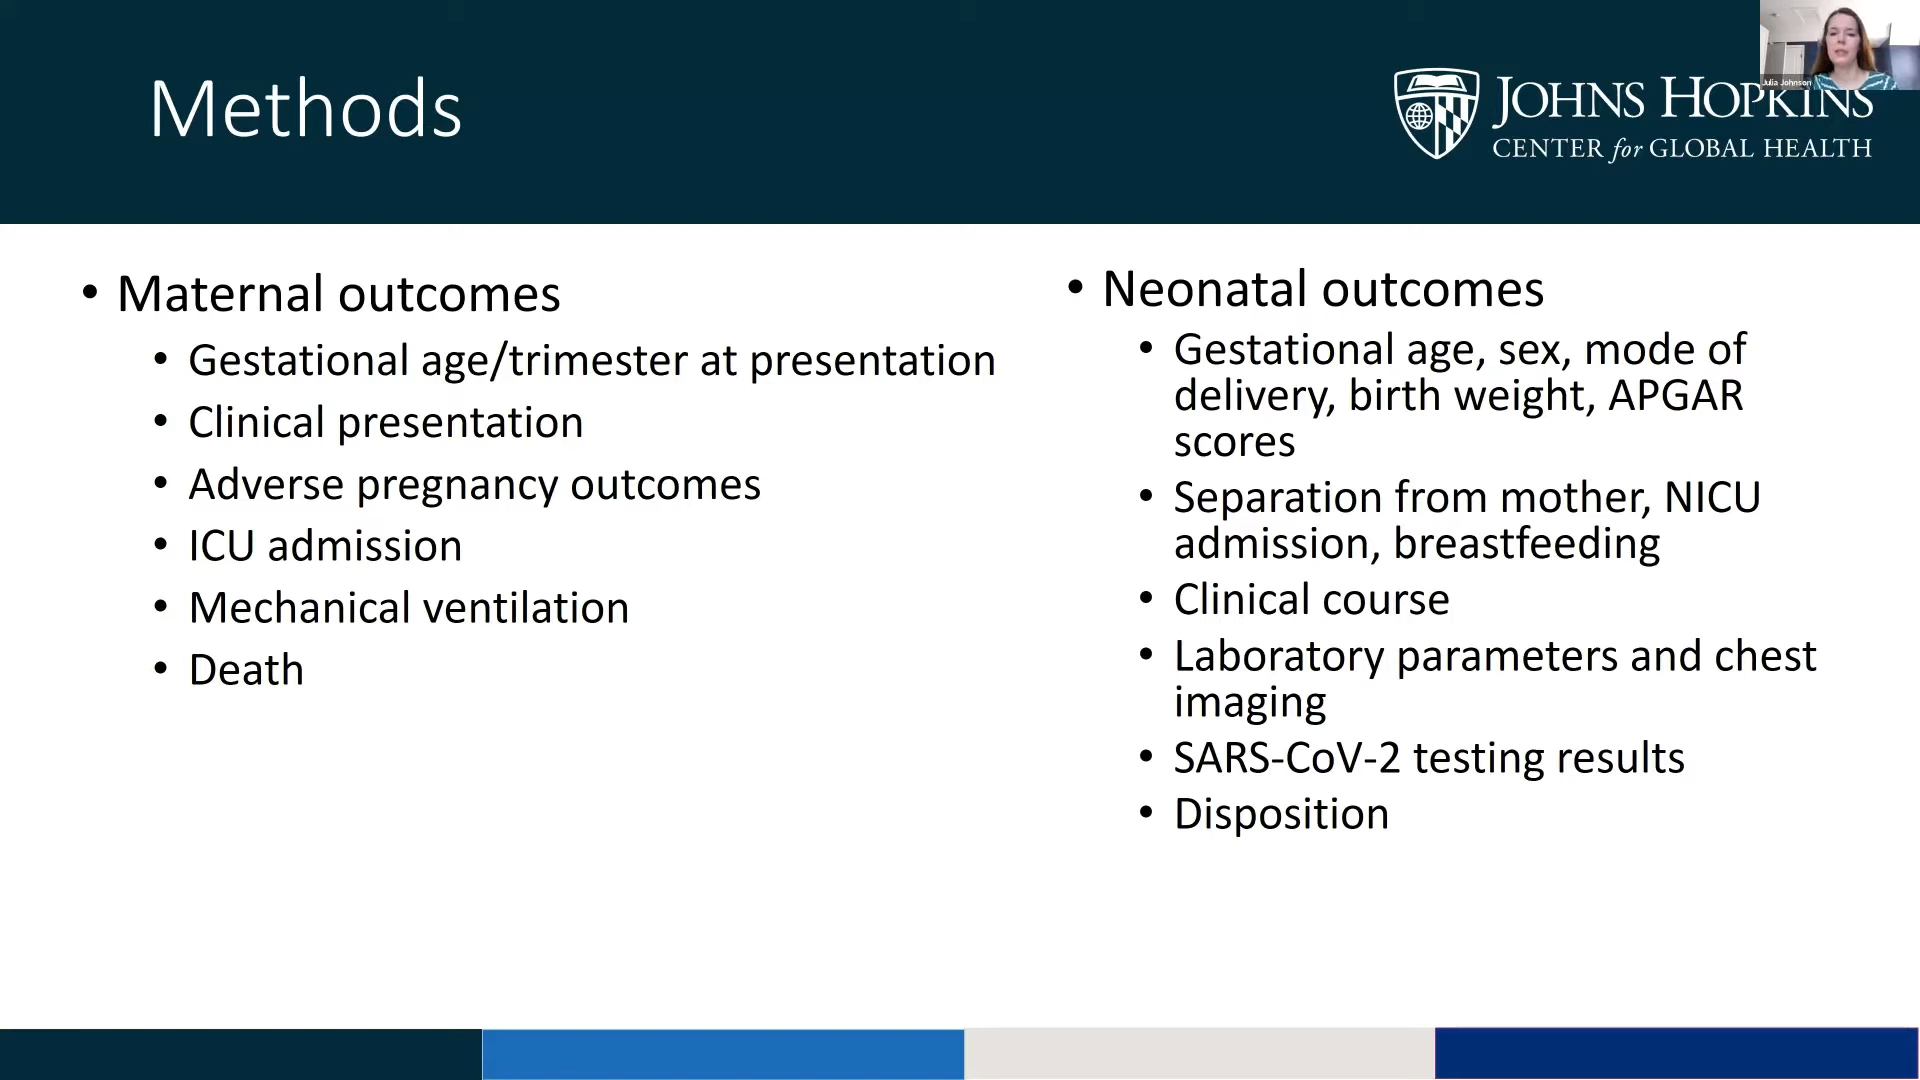 Methods
Julia Johnson
JOHNS HOPKINS
CENTER for GLOBAL HEALTH
• Maternal outcomes
• Gestational age/trimester at presentation
• Clinical presentation
• Adverse pregnancy outcomes
• ICU admission
• Mechanical ventilation
• Death
• Neonatal outcomes
• Gestational age, sex, mode of
delivery, birth weight, APGAR
scores
• Separation from mother, NICU
admission, breastfeeding
• Clinical course
• Laboratory parameters and chest
imaging
• SARS-CoV-2 testing results
• Disposition